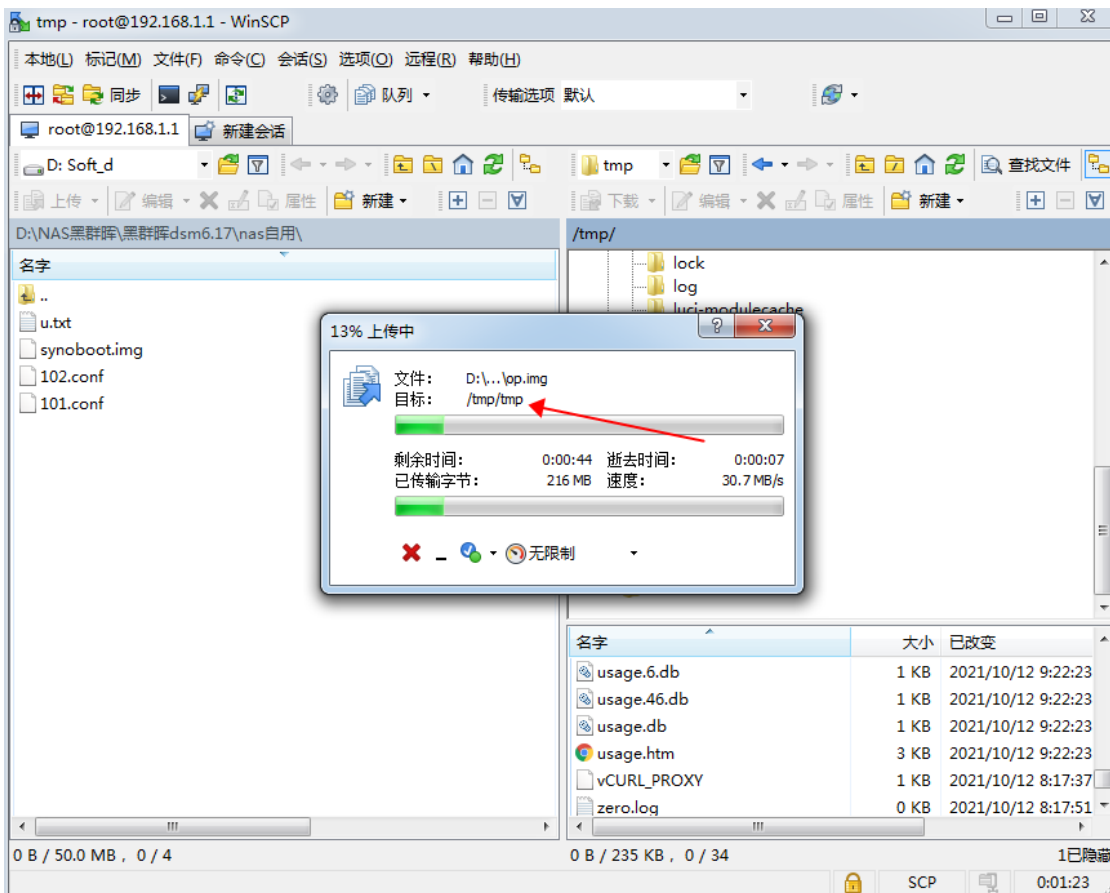 tmp - root@192.168.1.1 - WinSCP
本地(L) 标记(M) 文件(F) 命令(C) 会话(S) 选项(O) 远程(R) 帮助(H)
同步 队列 传输选项 默认
root@192.168.1.1 新建会话
D: Soft_d tmp 查找文件
上传 编辑 属性 新建 下载 编辑 属性 新建
D:\NAS黑群晖\黑群晖dsm6.17\nas自用\ /tmp/
名字
..
u.txt
synoboot.img
102.conf
101.conf
lock
log
luci-modulecache
13% 上传中
文件: D:\...\op.img
目标: /tmp/tmp
剩余时间: 0:00:44 逝去时间: 0:00:07
已传输字节: 216 MB 速度: 30.7 MB/s
无限制
名字 大小 已改变
usage.6.db 1 KB 2021/10/12 9:22:23
usage.46.db 1 KB 2021/10/12 9:22:23
usage.db 1 KB 2021/10/12 9:22:23
usage.htm 3 KB 2021/10/12 9:22:23
vCURL_PROXY 1 KB 2021/10/12 8:17:37
zero.log 0 KB 2021/10/12 8:17:51
0 B / 50.0 MB , 0 / 4 0 B / 235 KB , 0 / 34 1已隐藏
SCP 0:01:23